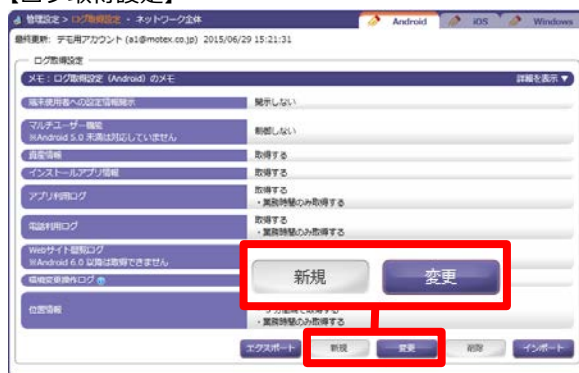 【ログ取得設定】
管理設定 > ログ取得設定 ・ ネットワーク全体
Android
iOS
Windows
最終更新: デモ用アカウント (a1@motex.co.jp) 2015/06/29 15:21:31
ログ取得設定
メモ：ログ取得設定（Android）のメモ
詳細を表示 ▼
端末使用者への設定情報開示
開示しない
マルチユーザー機能
※Android 5.0 未満は対応していません
制御しない
資産情報
取得する
インストールアプリ情報
取得する
アプリ利用ログ
取得する
・業務時間のみ取得する
電話利用ログ
取得する
・業務時間のみ取得する
Webサイト閲覧ログ
※Android 6.0 以降は取得できません
環境変更操作ログ
新規
変更
位置情報
・業務時間のみ取得する
エクスポート
新規
変更
削除
インポート